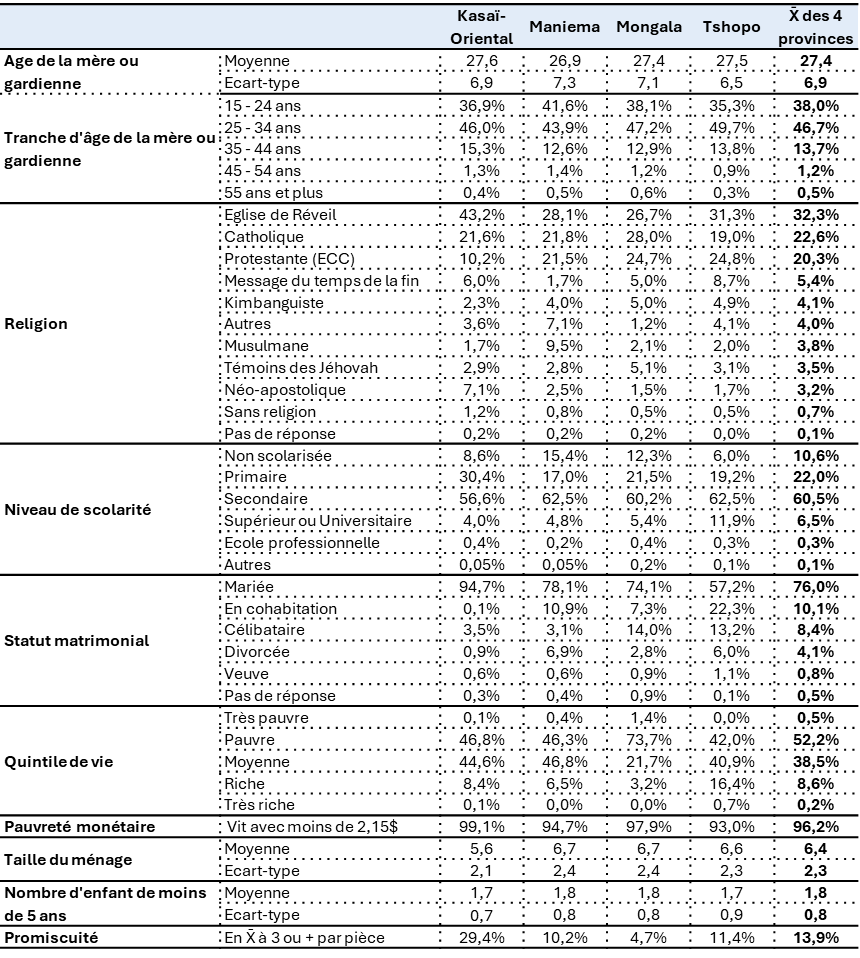 Kasaï-Oriental Maniema Mongala Tshopo X̄ des 4 provinces
Age de la mère ou gardienne Moyenne 27,6 26,9 27,4 27,5 27,4
Ecart-type 6,9 7,3 7,1 6,5 6,9
Tranche d'âge de la mère ou gardienne 15 - 24 ans 36,9% 41,6% 38,1% 35,3% 38,0%
25 - 34 ans 46,0% 43,9% 47,2% 49,7% 46,7%
35 - 44 ans 15,3% 12,6% 12,9% 13,8% 13,7%
45 - 54 ans 1,3% 1,4% 1,2% 0,9% 1,2%
55 ans et plus 0,4% 0,5% 0,6% 0,3% 0,5%
Religion Eglise de Réveil 43,2% 28,1% 26,7% 31,3% 32,3%
Catholique 21,6% 21,8% 28,0% 19,0% 22,6%
Protestante (ECC) 10,2% 21,5% 24,7% 24,8% 20,3%
Message du temps de la fin 6,0% 1,7% 5,0% 8,7% 5,4%
Kimbanguiste 2,3% 4,0% 5,0% 4,9% 4,1%
Autres 3,6% 7,1% 1,2% 4,1% 4,0%
Musulmane 1,7% 9,5% 2,1% 2,0% 3,8%
Témoins des Jéhovah 2,9% 2,8% 5,1% 3,1% 3,5%
Néo-apostolique 7,1% 2,5% 1,5% 1,7% 3,2%
Sans religion 1,2% 0,8% 0,5% 0,5% 0,7%
Pas de réponse 0,2% 0,2% 0,2% 0,0% 0,1%
Niveau de scolarité Non scolarisée 8,6% 15,4% 12,3% 6,0% 10,6%
Primaire 30,4% 17,0% 21,5% 19,2% 22,0%
Secondaire 56,6% 62,5% 60,2% 62,5% 60,5%
Supérieur ou Universitaire 4,0% 4,8% 5,4% 11,9% 6,5%
Ecole professionnelle 0,4% 0,2% 0,4% 0,3% 0,3%
Autres 0,05% 0,05% 0,2% 0,1% 0,1%
Statut matrimonial Mariée 94,7% 78,1% 74,1% 57,2% 76,0%
En cohabitation 0,1% 10,9% 7,3% 22,3% 10,1%
Célibataire 3,5% 3,1% 14,0% 13,2% 8,4%
Divorcée 0,9% 6,9% 2,8% 6,0% 4,1%
Veuve 0,6% 0,6% 0,9% 1,1% 0,8%
Pas de réponse 0,3% 0,4% 0,9% 0,1% 0,5%
Quintile de vie Très pauvre 0,1% 0,4% 1,4% 0,0% 0,5%
Pauvre 46,8% 46,3% 73,7% 42,0% 52,2%
Moyenne 44,6% 46,8% 21,7% 40,9% 38,5%
Riche 8,4% 6,5% 3,2% 16,4% 8,6%
Très riche 0,1% 0,0% 0,0% 0,7% 0,2%
Pauvreté monétaire Vit avec moins de 2,15$ 99,1% 94,7% 97,9% 93,0% 96,2%
Taille du ménage Moyenne 5,6 6,7 6,7 6,6 6,4
Ecart-type 2,1 2,4 2,4 2,3 2,3
Nombre d'enfant de moins de 5 ans Moyenne 1,7 1,8 1,8 1,7 1,8
Ecart-type 0,7 0,8 0,8 0,9 0,8
Promiscuité En X̄ à 3 ou + par pièce 29,4% 10,2% 4,7% 11,4% 13,9%